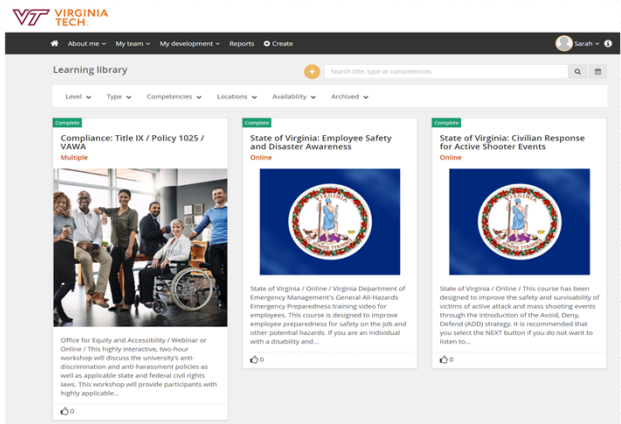 VT VIRGINIA
TECH.
About me My team My development Reports Create Sarah
Learning library
Search title, type or competencies
Level Type Competencies Locations Availability Archived
Complete
Compliance: Title IX / Policy 1025 /
VAWA
Multiple
Office for Equity and Accessibility / Webinar or
Online / This highly interactive, two-hour
workshop will discuss the university's anti-
discrimination and anti-harassment policies as
well as applicable state and federal civil rights
laws. This workshop will provide participants with
highly applicable...
0
Complete
State of Virginia: Employee Safety
and Disaster Awareness
Online
VIRGINIA
State of Virginia / Online / Virginia Department of
Emergency Management's General All-Hazards
Emergency Preparedness training video for
employees. This course is designed to improve
employee preparedness for safety on the job and
other potential hazards. If you are an individual
with a disability and...
0
Complete
State of Virginia: Civilian Response
for Active Shooter Events
Online
VIRGINIA
State of Virginia / Online / This course has been
designed to improve the safety and survivability of
victims of active attack and mass shooting events
through the introduction of the Avoid, Deny,
Defend (ADD) strategy. It is recommended that
you select the NEXT button if you do not want to
listen to...
0